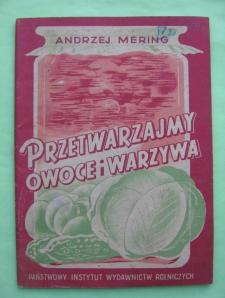 ANDRZEJ MERING
PRZETWARZAJMY
OWOCE i WARZYWA
PAŃSTWOWY INSTYTUT WYDAWNICTW ROLNICZYCH